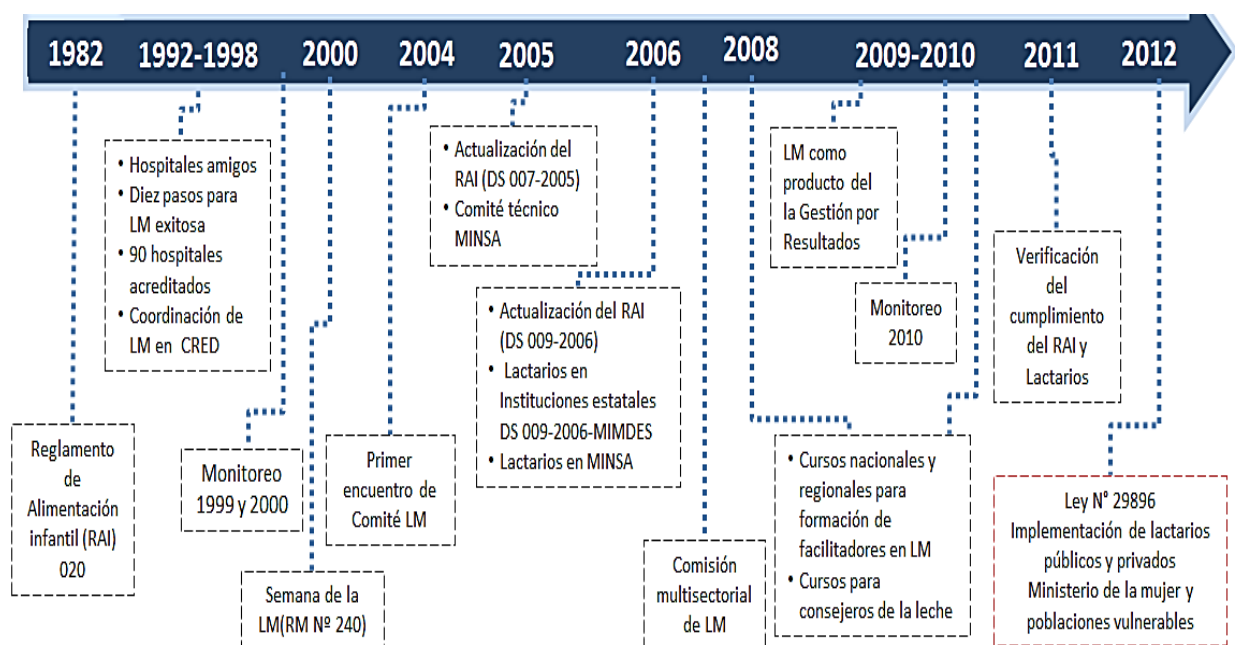 1982
1992-1998
2000
2004
2005
2006
2008
2009-2010
2011
2012
Reglamento
de
Alimentación
infantil (RAI)
020
• Hospitales amigos
• Diez pasos para
LM exitosa
• 90 hospitales
acreditados
• Coordinación de
LM en CRED
Monitoreo
1999 y 2000
Semana de la
LM(RM Nº 240)
Primer
encuentro de
Comité LM
• Actualización del
RAI (DS 007-2005)
• Comité técnico
MINSA
• Actualización del RAI
(DS 009-2006)
• Lactarios en
Instituciones estatales
DS 009-2006-MIMDES
• Lactarios en MINSA
Comisión
multisectorial
de LM
• Cursos nacionales y
regionales para
formación de
facilitadores en LM
• Cursos para
consejeros de la leche
LM como
producto del
la Gestión por
Resultados
Monitoreo
2010
Verificación
del
cumplimiento
del RAI y
Lactarios
Ley N° 29896
Implementación de lactarios
públicos y privados
Ministerio de la mujer y
poblaciones vulnerables